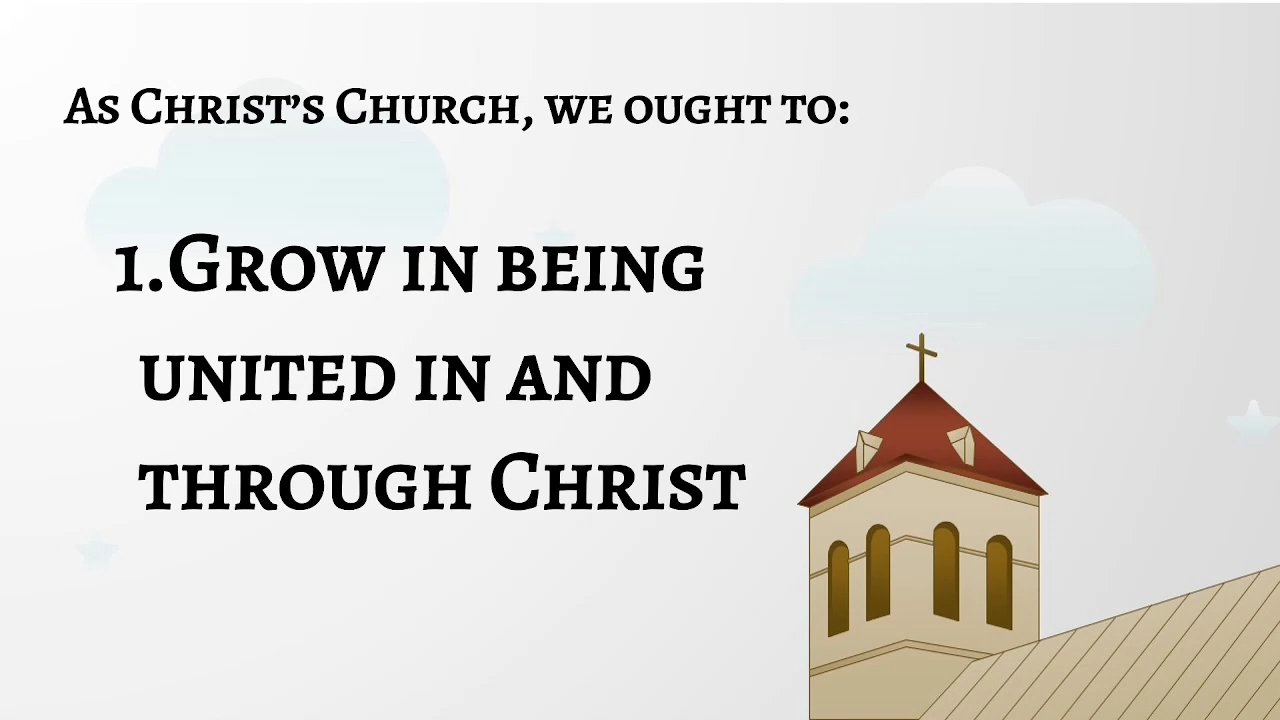 As Christ's Church, we ought to:
1.Grow in being
united in and
through Christ